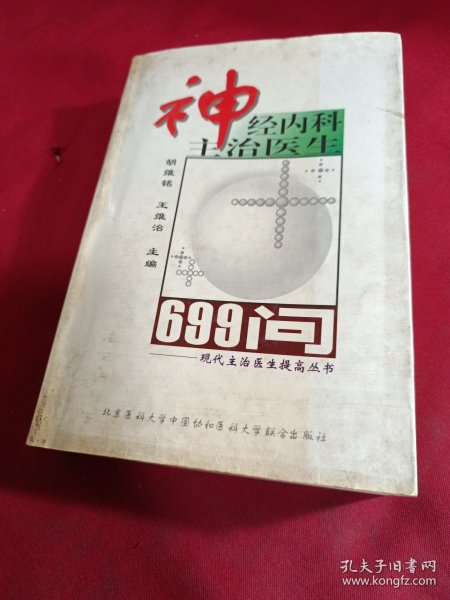 神经内科
主治医生
胡维铭 王维治 主编
699问
——现代主治医生提高丛书
北京医科大学中国协和医科大学联合出版社
孔夫子旧书网
www.kongfz.com